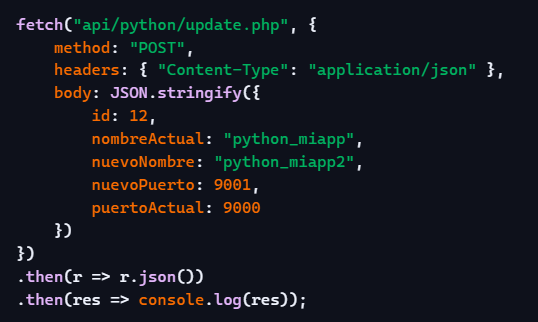 fetch("api/python/update.php", {
    method: "POST",
    headers: { "Content-Type": "application/json" },
    body: JSON.stringify({
        id: 12,
        nombreActual: "python_miapp",
        nuevoNombre: "python_miapp2",
        nuevoPuerto: 9001,
        puertoActual: 9000
    })
})
.then(r => r.json())
.then(res => console.log(res));